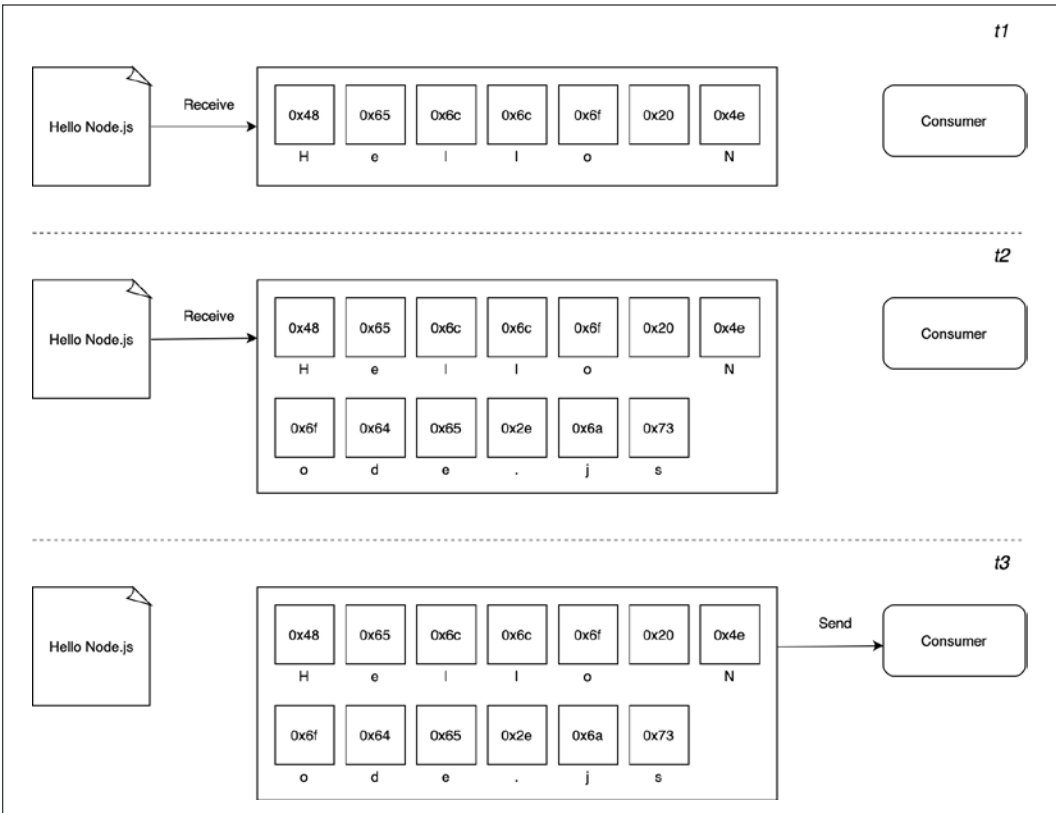 t1
Receive
Hello Node.js
0x48 0x65 0x6c 0x6c 0x6f 0x20 0x4e
H e l l o N
Consumer
t2
Receive
Hello Node.js
0x48 0x65 0x6c 0x6c 0x6f 0x20 0x4e
H e l l o N
Consumer
0x6f 0x64 0x65 0x2e 0x6a 0x73
o d e . j s
t3
Hello Node.js
0x48 0x65 0x6c 0x6c 0x6f 0x20 0x4e
H e l l o N
Send
Consumer
0x6f 0x64 0x65 0x2e 0x6a 0x73
o d e . j s